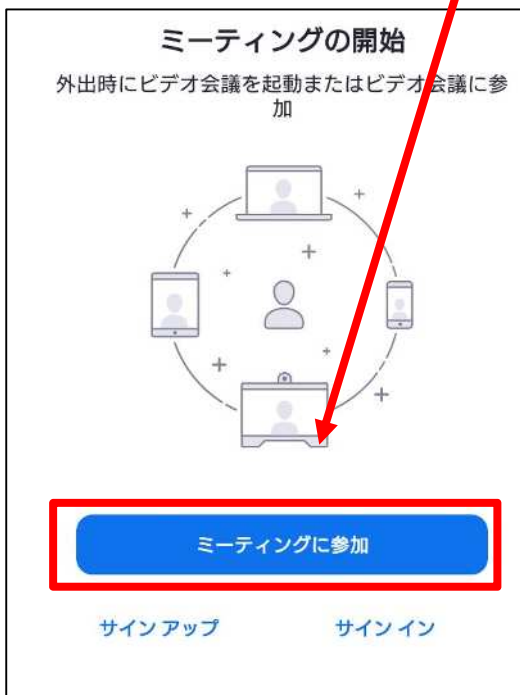 ミーティングの開始
外出時にビデオ会議を起動またはビデオ会議に参
加
ミーティングに参加
サインアップ
サインイン